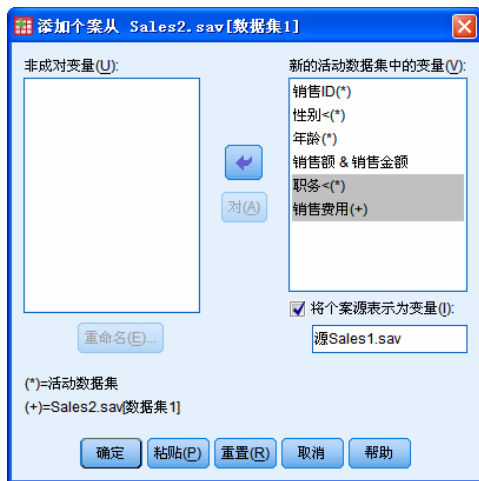 添加个案从 Sales2.sav[数据集1]
非成对变量(U):
新的活动数据集中的变量(V):
销售ID(*)
性别<(*)
年龄(*)
销售额 & 销售金额
职务<(*)
销售费用(+)
对(A)
将个案源表示为变量(I):
重命名(E)...
源Sales1.sav
(*)=活动数据集
(+)=Sales2.sav[数据集1]
确定
粘贴(P)
重置(R)
取消
帮助